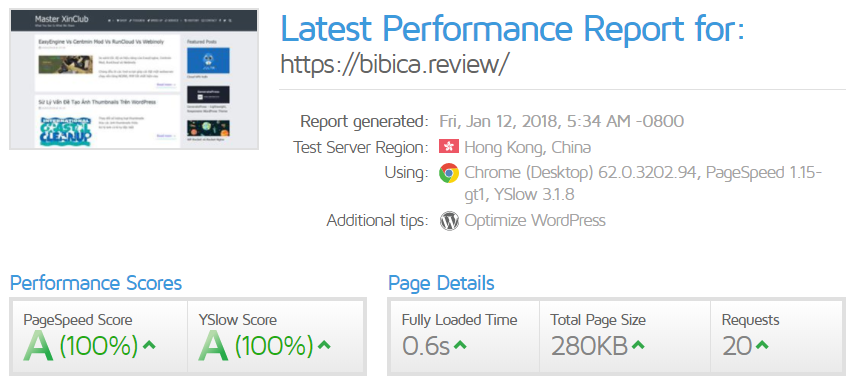 Latest Performance Report for:
https://bibica.review/
Report generated: Fri, Jan 12, 2018, 5:34 AM -0800
Test Server Region: Hong Kong, China
Using: Chrome (Desktop) 62.0.3202.94, PageSpeed 1.15-
gt1, YSlow 3.1.8
Additional tips: Optimize WordPress
Master XinClub
EasyEngine Vs Centmin Mod Vs RunCloud Vs Webinoly
Featured Posts
Sử Lý Vấn Đề Tạo Ảnh Thumbnails Trên WordPress
Performance Scores
PageSpeed Score
A (100%)
YSlow Score
A (100%)
Page Details
Fully Loaded Time
0.6s
Total Page Size
280KB
Requests
20